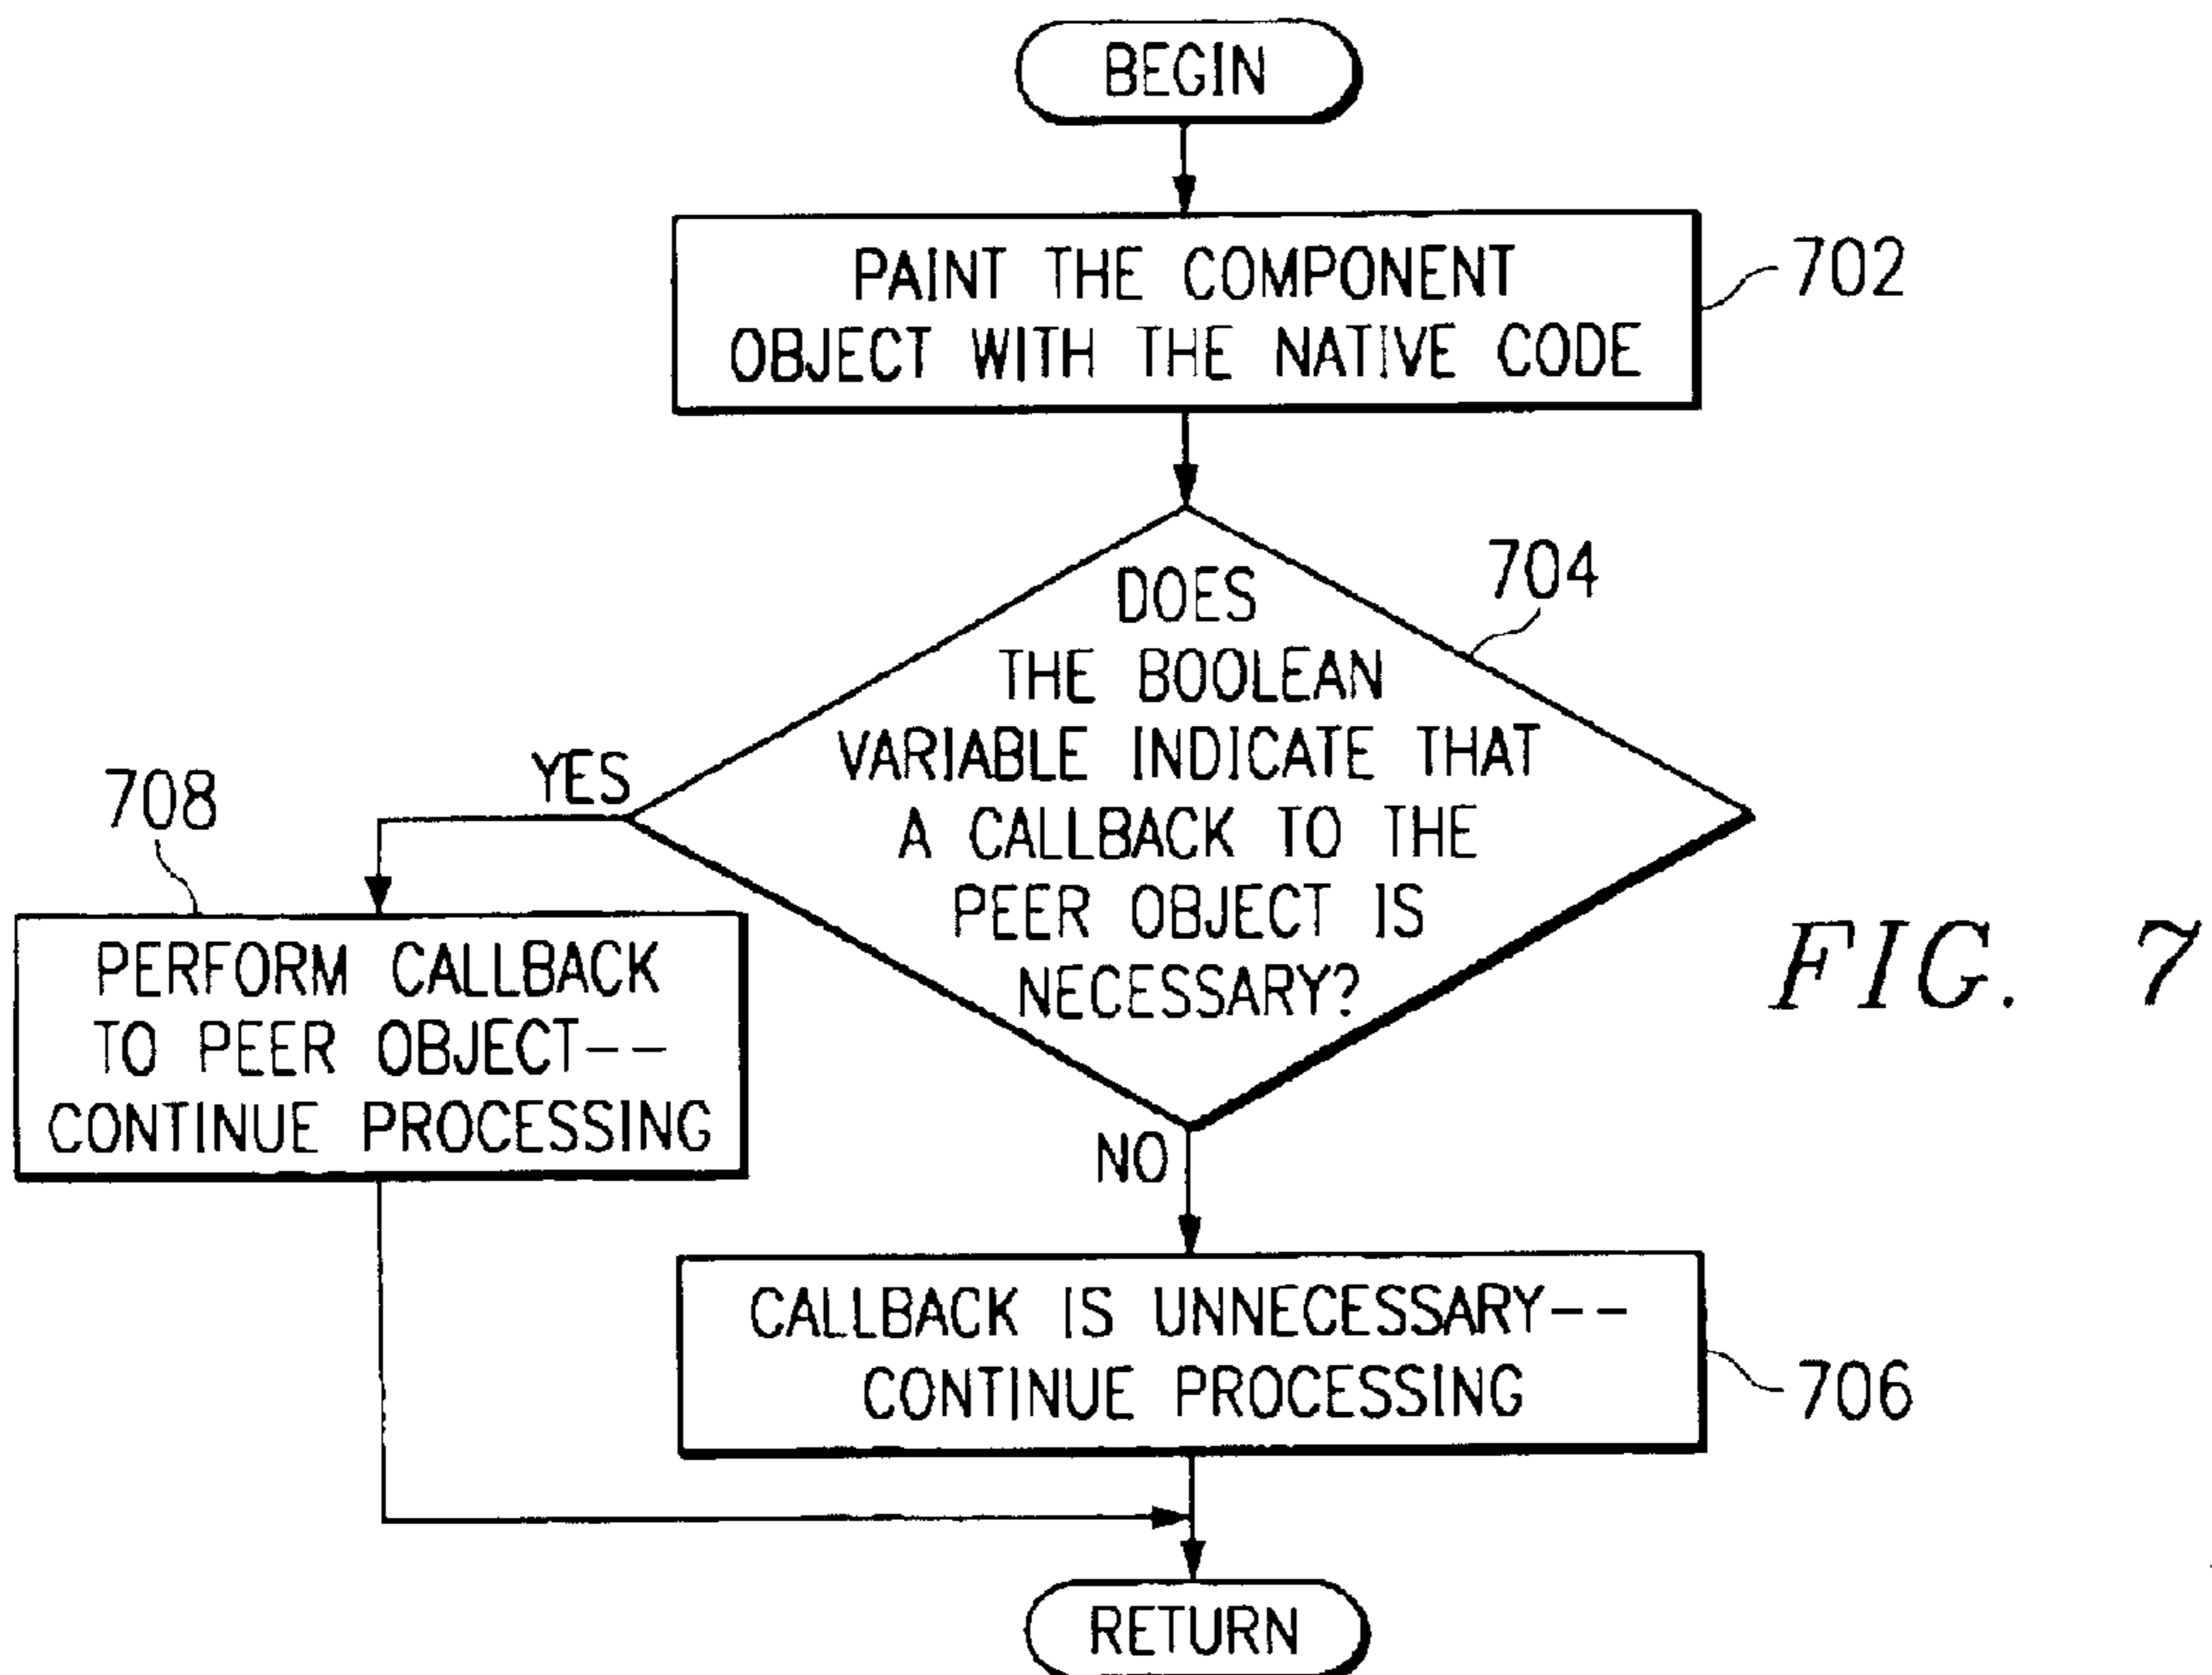 BEGIN
PAINT THE COMPONENT
OBJECT WITH THE NATIVE CODE
702
DOES
THE BOOLEAN
VARIABLE INDICATE THAT
A CALLBACK TO THE
PEER OBJECT IS
NECESSARY?
704
YES
708
PERFORM CALLBACK
TO PEER OBJECT--
CONTINUE PROCESSING
FIG. 7
NO
CALLBACK IS UNNECESSARY--
CONTINUE PROCESSING
706
RETURN